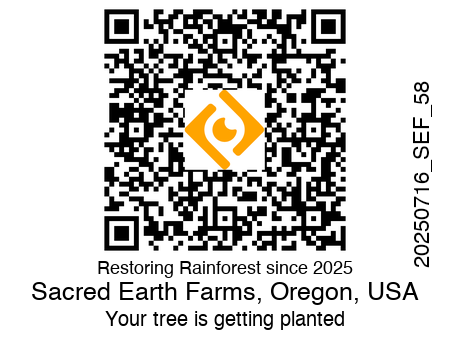 Restoring Rainforest since 2025
Sacred Earth Farms, Oregon, USA
Your tree is getting planted
20250716_SEF_58